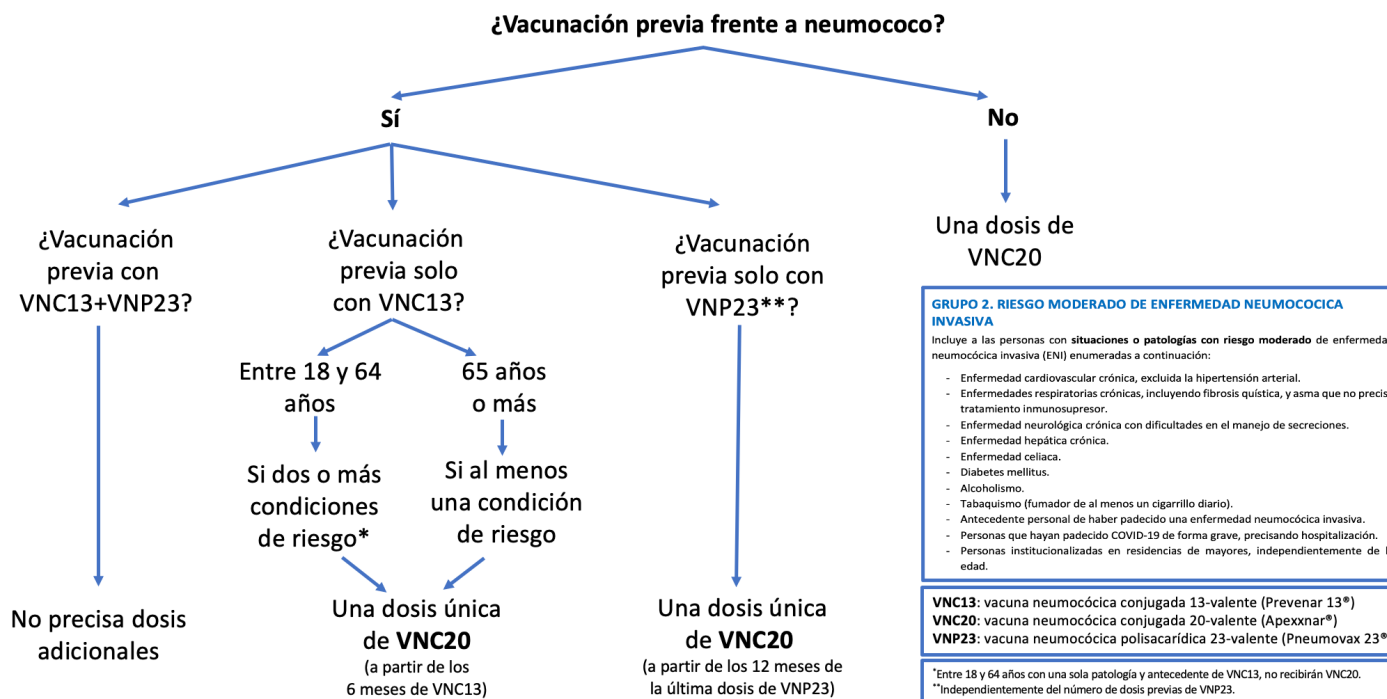 ¿Vacunación previa frente a neumococo?
Sí
No
¿Vacunación
previa con
VNC13+VNP23?
¿Vacunación
previa solo
con VNC13?
¿Vacunación
previa solo con
VNP23**?
Una dosis de
VNC20
Entre 18 y 64
años
65 años
o más
Si dos o más
condiciones
de riesgo*
Si al menos
una condición
de riesgo
No precisa dosis
adicionales
Una dosis única
de VNC20
(a partir de los
6 meses de VNC13)
Una dosis única
de VNC20
(a partir de los 12 meses de
la última dosis de VNP23)
GRUPO 2. RIESGO MODERADO DE ENFERMEDAD NEUMOCOCICA
INVASIVA
Incluye a las personas con situaciones o patologías con riesgo moderado de enfermeda
neumocócica invasiva (ENI) enumeradas a continuación:
- Enfermedad cardiovascular crónica, excluida la hipertensión arterial.
- Enfermedades respiratorias crónicas, incluyendo fibrosis quística, y asma que no precis
tratamiento inmunosupresor.
- Enfermedad neurológica crónica con dificultades en el manejo de secreciones.
- Enfermedad hepática crónica.
- Enfermedad celiaca.
- Diabetes mellitus.
- Alcoholismo.
- Tabaquismo (fumador de al menos un cigarrillo diario).
- Antecedente personal de haber padecido una enfermedad neumocócica invasiva.
- Personas que hayan padecido COVID-19 de forma grave, precisando hospitalización.
- Personas institucionalizadas en residencias de mayores, independientemente de l
edad.
VNC13: vacuna neumocócica conjugada 13-valente (Prevenar 13®)
VNC20: vacuna neumocócica conjugada 20-valente (Apexxnar®)
VNP23: vacuna neumocócica polisacarídica 23-valente (Pneumovax 23®
*Entre 18 y 64 años con una sola patología y antecedente de VNC13, no recibirán VNC20.
**Independientemente del número de dosis previas de VNP23.